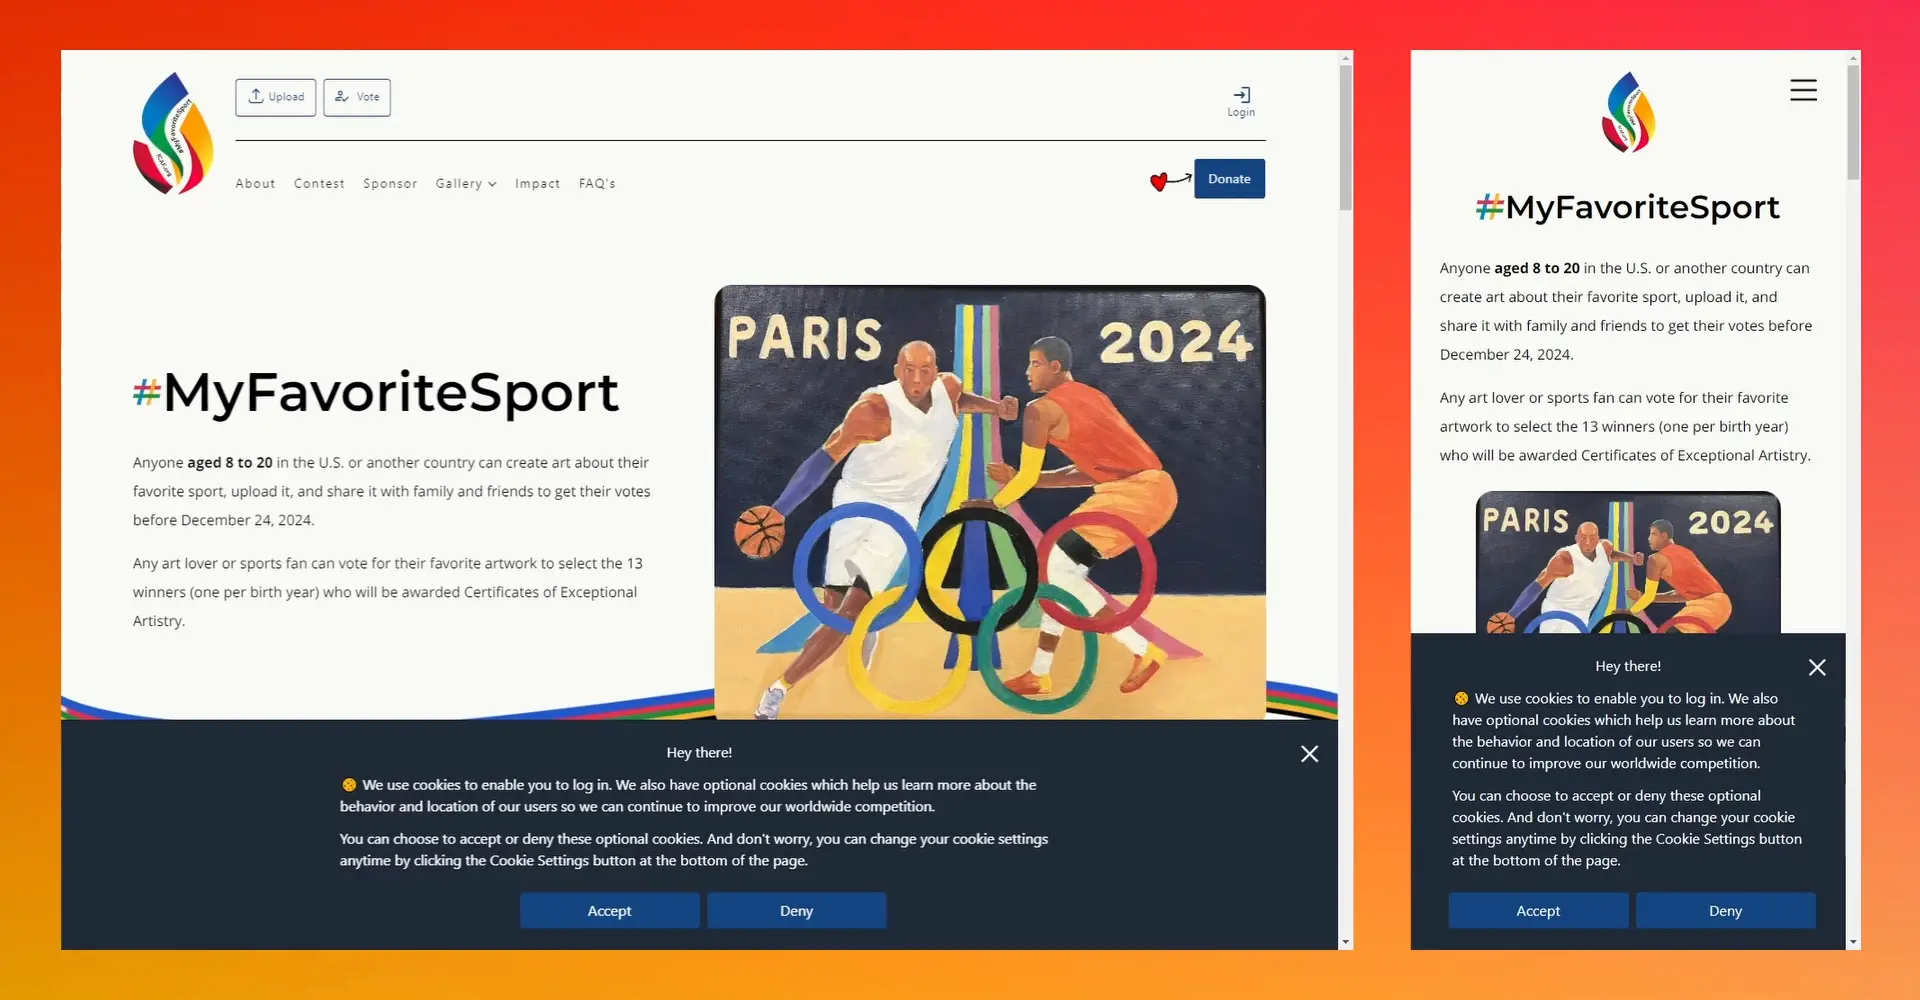 Upload
Vote
Login
#MyFavoriteSport
ICAF.org
About
Contest
Sponsor
Gallery
Impact
FAQ's
Donate
#MyFavoriteSport
Anyone aged 8 to 20 in the U.S. or another country can create art about their
favorite sport, upload it, and share it with family and friends to get their votes
before December 24, 2024.
Any art lover or sports fan can vote for their favorite artwork to select the 13
winners (one per birth year) who will be awarded Certificates of Exceptional
Artistry.
PARIS 2024
Hey there!
We use cookies to enable you to log in. We also have optional cookies which help us learn more about the
behavior and location of our users so we can continue to improve our worldwide competition.
You can choose to accept or deny these optional cookies. And don't worry, you can change your cookie settings
anytime by clicking the Cookie Settings button at the bottom of the page.
Accept
Deny
#MyFavoriteSport
Anyone aged 8 to 20 in the U.S. or another country can
create art about their favorite sport, upload it, and
share it with family and friends to get their votes before
December 24, 2024.
Any art lover or sports fan can vote for their favorite
artwork to select the 13 winners (one per birth year)
who will be awarded Certificates of Exceptional Artistry.
PARIS 2024
Hey there!
We use cookies to enable you to log in. We also
have optional cookies which help us learn more about
the behavior and location of our users so we can
continue to improve our worldwide competition.
You can choose to accept or deny these optional
cookies. And don't worry, you can change your cookie
settings anytime by clicking the Cookie Settings button
at the bottom of the page.
Accept
Deny